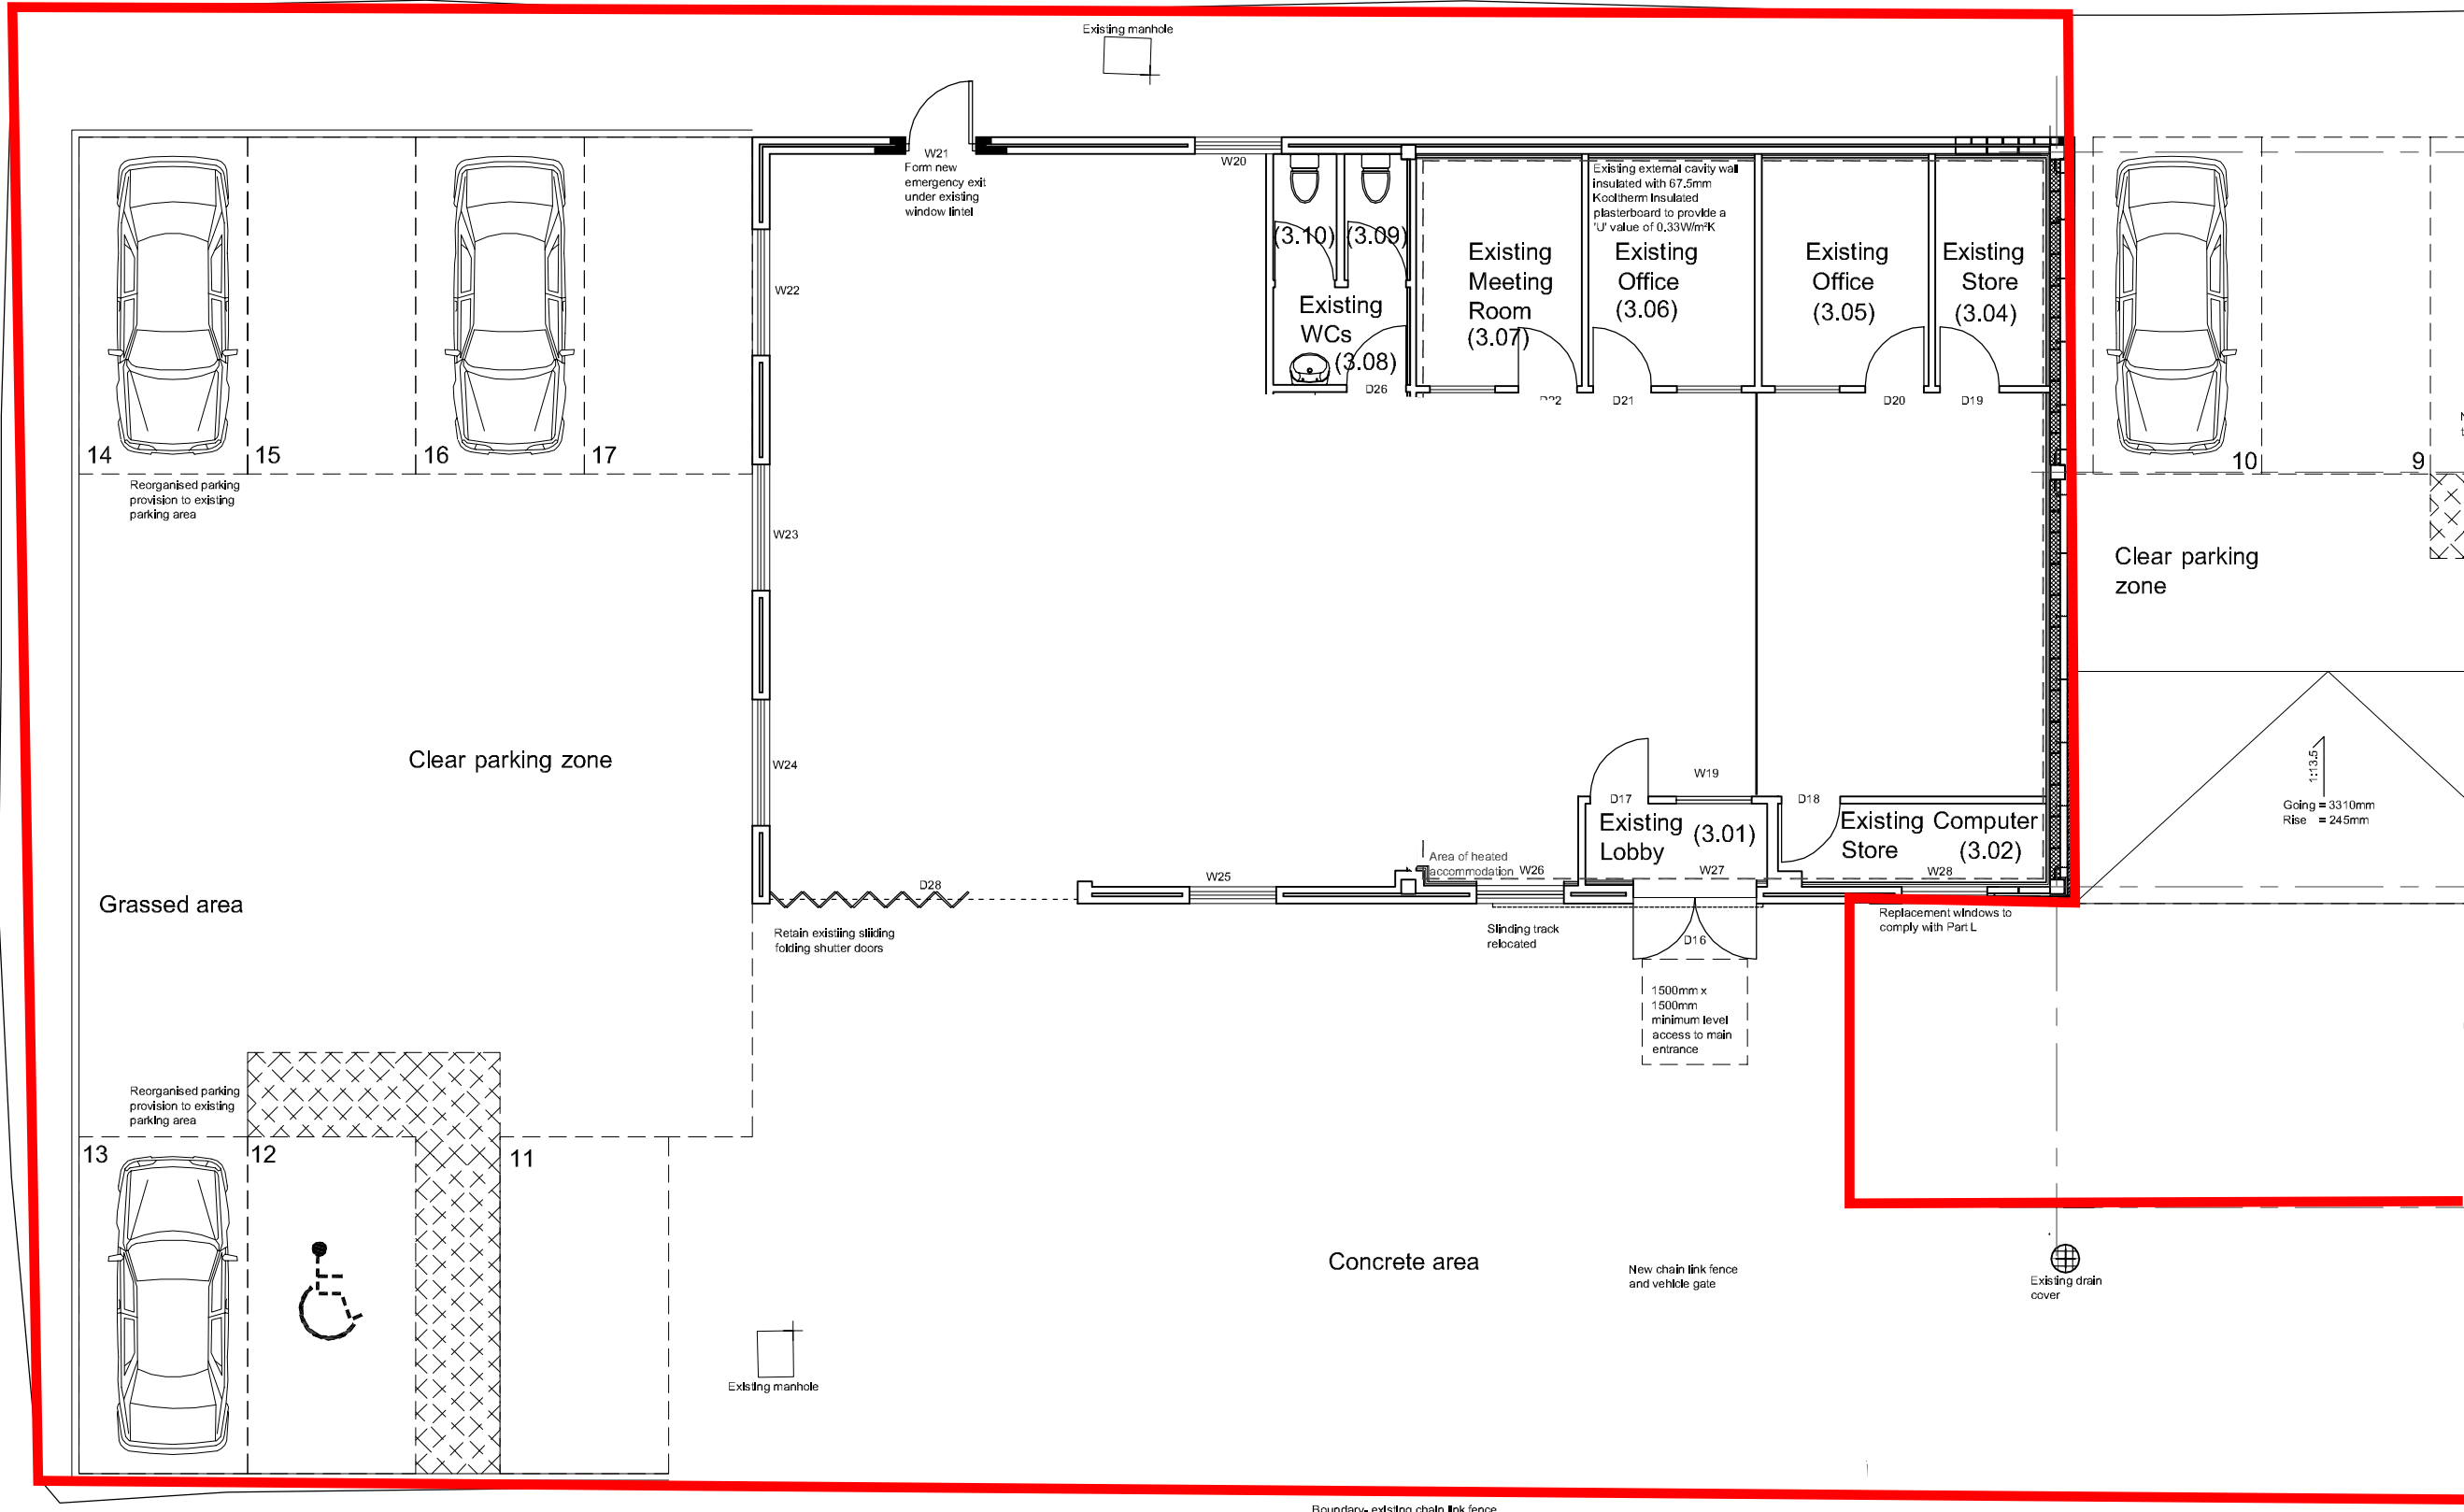 Existing manhole
W21
Form new
emergency exit
under existing
window lintel
W20
Existing external cavity wall
insulated with 67.5mm
Kooltherm Insulated
plasterboard to provide a
'U' value of 0.33W/m²K
(3.10)
(3.09)
Existing
WCs
(3.08)
Existing
Meeting
Room
(3.07)
Existing
Office
(3.06)
Existing
Office
(3.05)
Existing
Store
(3.04)
W22
D26
D22
D21
D20
D19
14
15
16
17
10
9
Reorganised parking
provision to existing
parking area
W23
Clear parking
zone
Clear parking zone
W24
W19
1:13.5
Going = 3310mm
Rise = 245mm
D17
D18
Existing
Lobby
(3.01)
Existing Computer
Store
(3.02)
Area of heated
accommodation
W26
W27
W28
W25
D28
Grassed area
Retain existiing sliiding
folding shutter doors
Slinding track
relocated
D16
Replacement windows to
comply with Part L
1500mm x
1500mm
minimum level
access to main
entrance
Reorganised parking
provision to existing
parking area
13
12
11
Concrete area
New chain link fence
and vehicle gate
Existing drain
cover
Existing manhole
Boundary- existing chain link fence